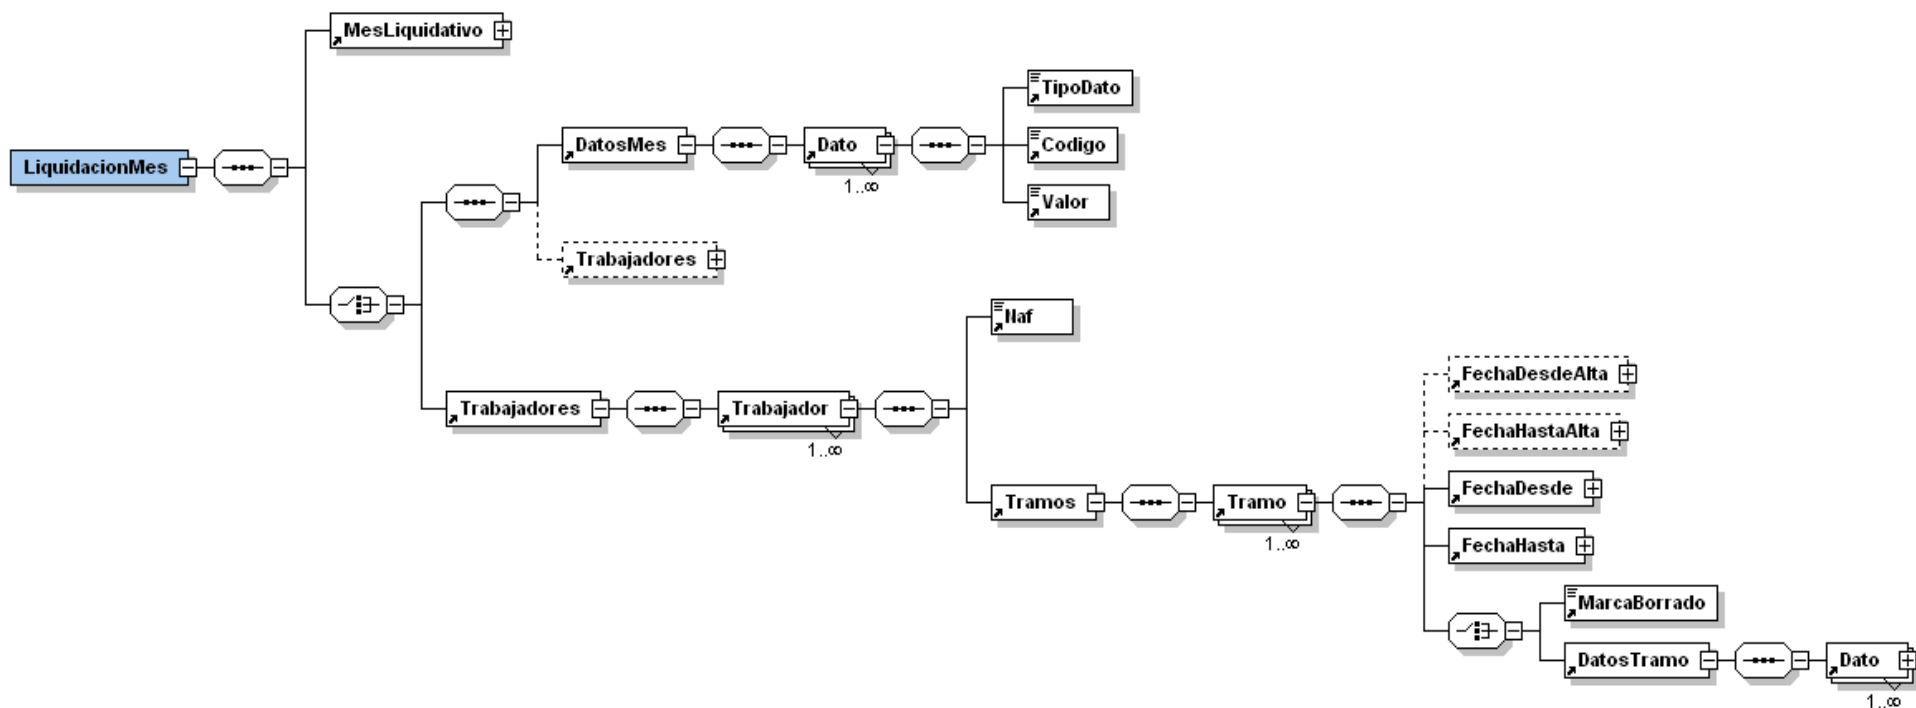 MesLiquidativo
TipoDato
LiquidacionMes
DatosMes
Dato
1..∞
Codigo
Valor
Trabajadores
Naf
Trabajadores
Trabajador
1..∞
FechaDesdeAlta
FechaHastaAlta
Tramos
Tramo
1..∞
FechaDesde
FechaHasta
MarcaBorrado
DatosTramo
Dato
1..∞